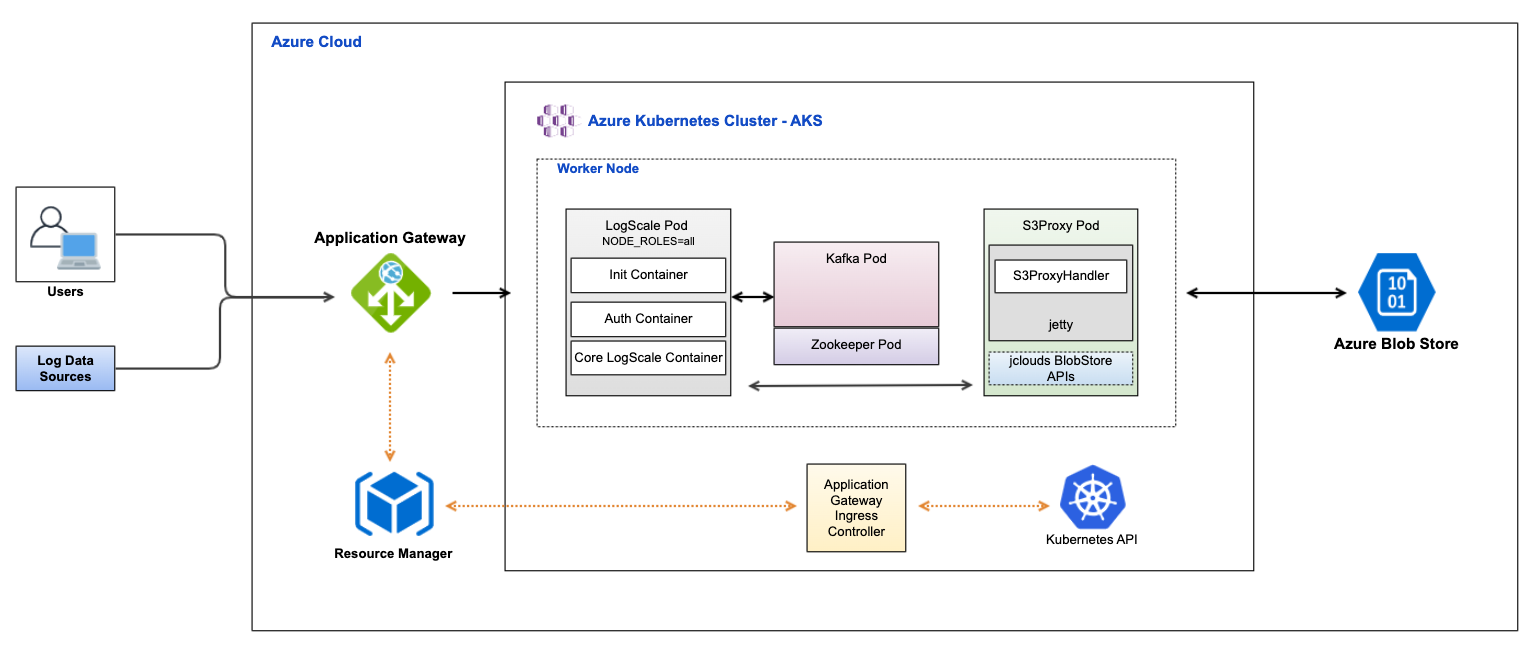 Azure Cloud
Azure Kubernetes Cluster - AKS
Worker Node
Users
Log Data
Sources
Application Gateway
LogScale Pod
NODE_ROLES=all
Init Container
Auth Container
Core LogScale Container
Kafka Pod
Zookeeper Pod
S3Proxy Pod
S3ProxyHandler
jetty
jclouds BlobStore
APIs
10
01
Azure Blob Store
Resource Manager
Application
Gateway
Ingress
Controller
Kubernetes API